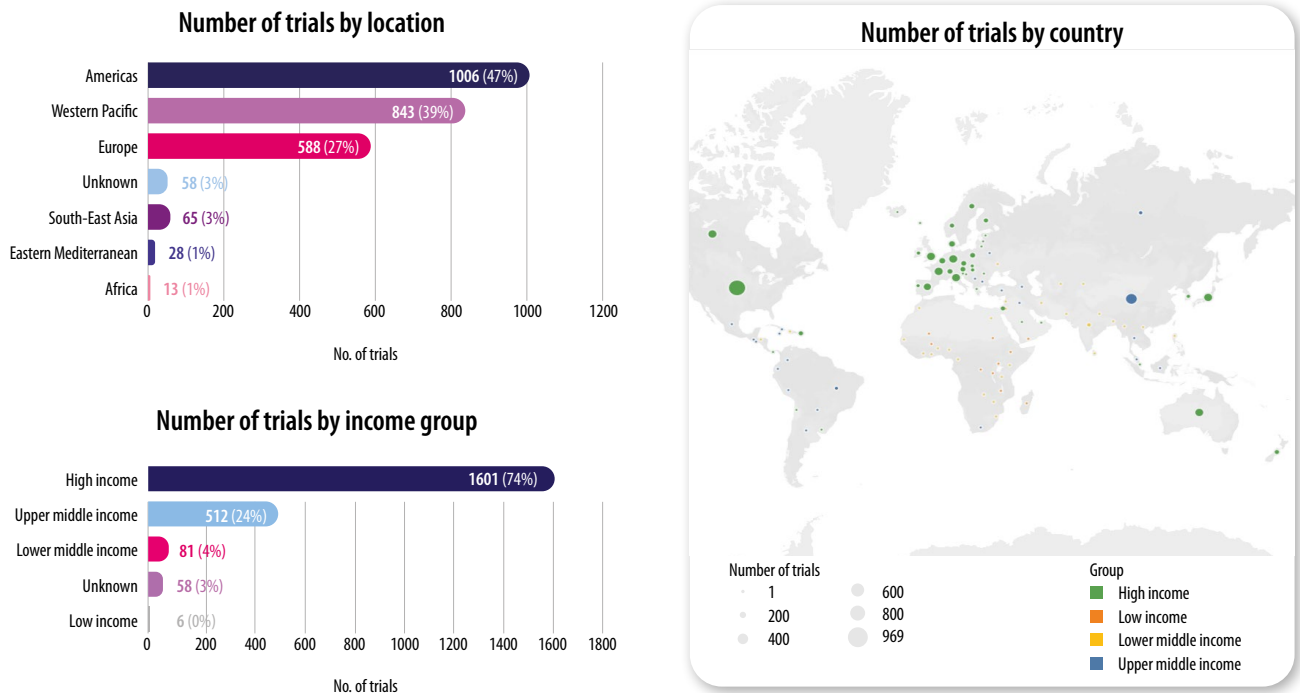 Number of trials by location
Americas
1006 (47%)
Western Pacific
843 (39%)
Europe
588 (27%)
Unknown
58 (3%)
South-East Asia
65 (3%)
Eastern Mediterranean
28 (1%)
Africa
13 (1%)
0 200 400 600 800 1000 1200
No. of trials
Number of trials by income group
High income
1601 (74%)
Upper middle income
512 (24%)
Lower middle income
81 (4%)
Unknown
58 (3%)
Low income
6 (0%)
0 200 400 600 800 1000 1200 1400 1600 1800
No. of trials
Number of trials by country
Number of trials
1
200
400
600
800
969
Group
High income
Low income
Lower middle income
Upper middle income